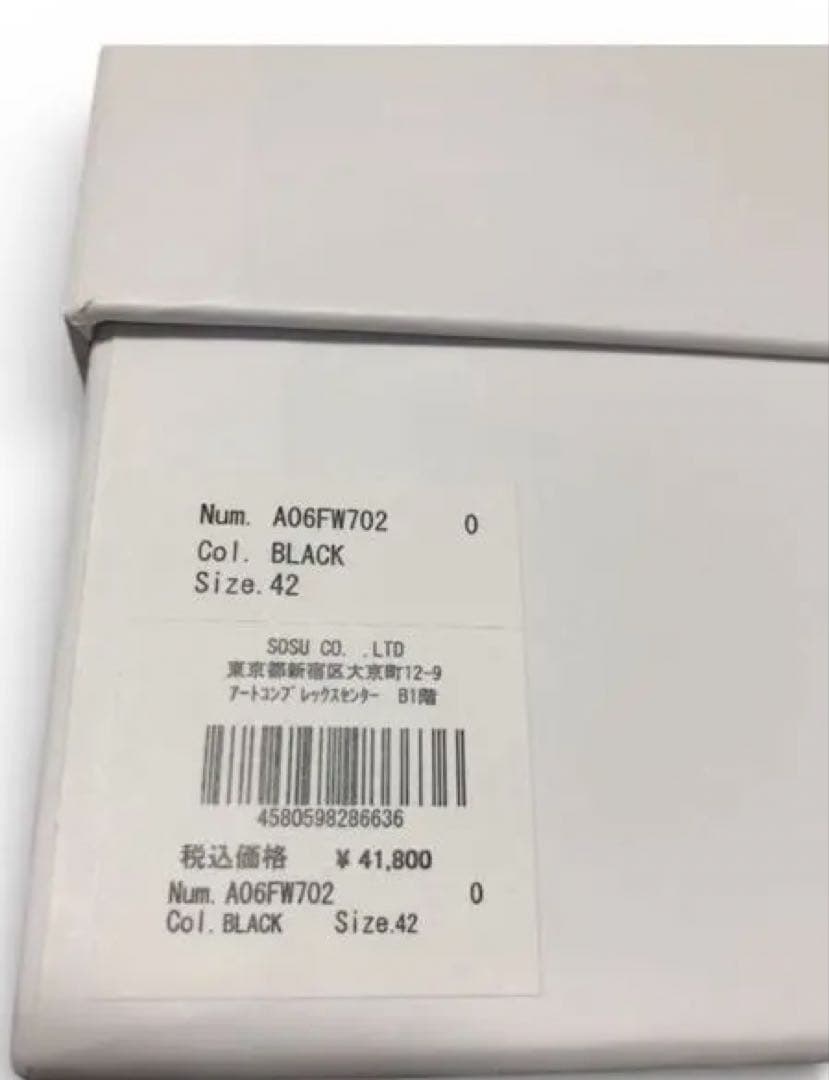 Num. A06FW702 0
Col. BLACK
Size. 42
SOSU CO. .LTD
東京都新宿区大京町12-9
ｱｰﾄｺﾝﾌﾟﾚｯｸｽｾﾝﾀｰ B1階
4580598286636
税込価格 ¥ 41,800
Num. A06FW702 0
Col. BLACK Size.42